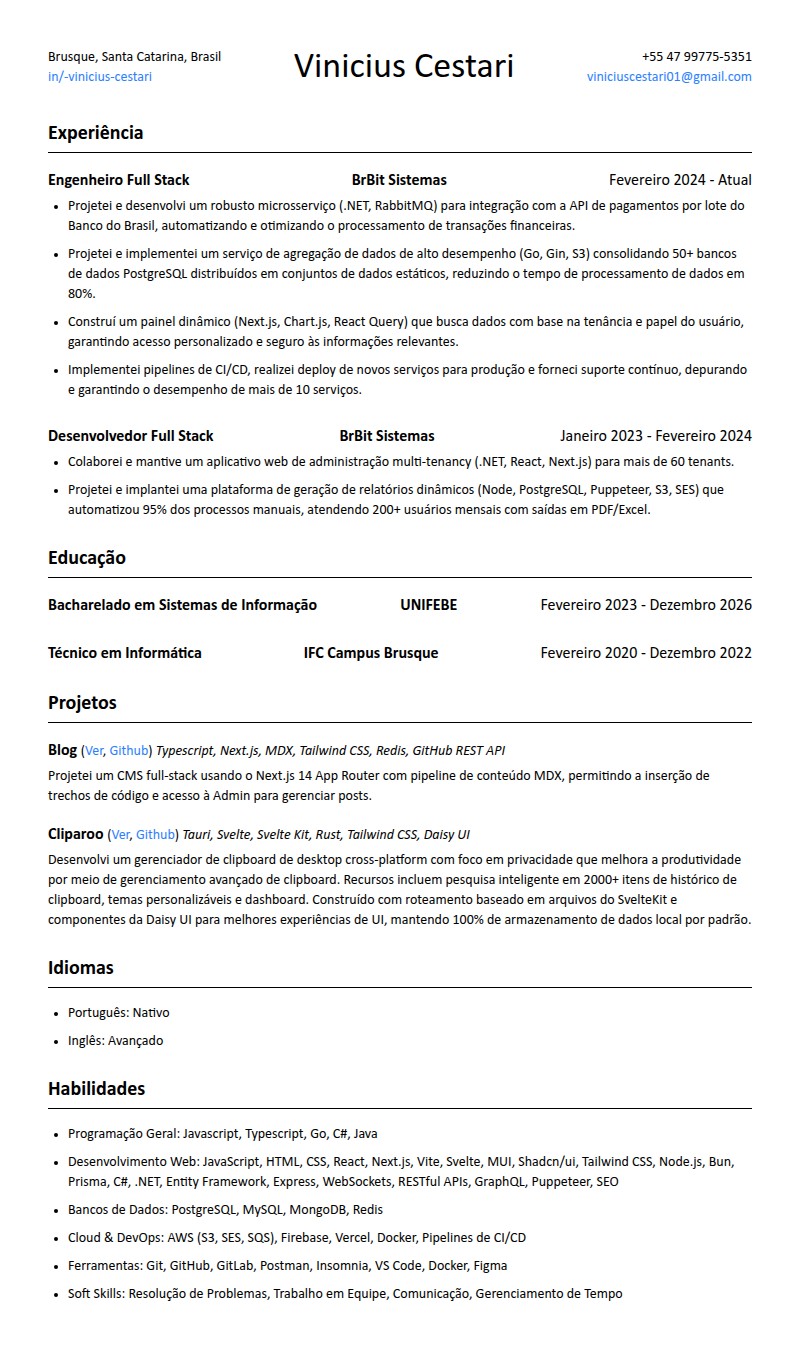 Brusque, Santa Catarina, Brasil
in/-vinicius-cestari
Vinicius Cestari
+55 47 99775-5351
viniciuscestari01@gmail.com
Experiência
Engenheiro Full Stack BrBit Sistemas Fevereiro 2024 - Atual
• Projetei e desenvolvi um robusto microsserviço (.NET, RabbitMQ) para integração com a API de pagamentos por lote do
Banco do Brasil, automatizando e otimizando o processamento de transações financeiras.
• Projetei e implementei um serviço de agregação de dados de alto desempenho (Go, Gin, S3) consolidando 50+ bancos
de dados PostgreSQL distribuídos em conjuntos de dados estáticos, reduzindo o tempo de processamento de dados em
80%.
• Construí um painel dinâmico (Next.js, Chart.js, React Query) que busca dados com base na tenância e papel do usuário,
garantindo acesso personalizado e seguro às informações relevantes.
• Implementei pipelines de CI/CD, realizei deploy de novos serviços para produção e forneci suporte contínuo, depurando
e garantindo o desempenho de mais de 10 serviços.
Desenvolvedor Full Stack BrBit Sistemas Janeiro 2023 - Fevereiro 2024
• Colaborei e mantive um aplicativo web de administração multi-tenancy (.NET, React, Next.js) para mais de 60 tenants.
• Projetei e implantei uma plataforma de geração de relatórios dinâmicos (Node, PostgreSQL, Puppeteer, S3, SES) que
automatizou 95% dos processos manuais, atendendo 200+ usuários mensais com saídas em PDF/Excel.
Educação
Bacharelado em Sistemas de Informação UNIFEBE Fevereiro 2023 - Dezembro 2026
Técnico em Informática IFC Campus Brusque Fevereiro 2020 - Dezembro 2022
Projetos
Blog (Ver, Github) Typescript, Next.js, MDX, Tailwind CSS, Redis, GitHub REST API
Projetei um CMS full-stack usando o Next.js 14 App Router com pipeline de conteúdo MDX, permitindo a inserção de
trechos de código e acesso à Admin para gerenciar posts.
Cliparoo (Ver, Github) Tauri, Svelte, Svelte Kit, Rust, Tailwind CSS, Daisy UI
Desenvolvi um gerenciador de clipboard de desktop cross-platform com foco em privacidade que melhora a produtividade
por meio de gerenciamento avançado de clipboard. Recursos incluem pesquisa inteligente em 2000+ itens de histórico de
clipboard, temas personalizáveis e dashboard. Construído com roteamento baseado em arquivos do SvelteKit e
componentes da Daisy UI para melhores experiências de UI, mantendo 100% de armazenamento de dados local por padrão.
Idiomas
• Português: Nativo
• Inglês: Avançado
Habilidades
• Programação Geral: Javascript, Typescript, Go, C#, Java
• Desenvolvimento Web: JavaScript, HTML, CSS, React, Next.js, Vite, Svelte, MUI, Shadcn/ui, Tailwind CSS, Node.js, Bun,
Prisma, C#, .NET, Entity Framework, Express, WebSockets, RESTful APIs, GraphQL, Puppeteer, SEO
• Bancos de Dados: PostgreSQL, MySQL, MongoDB, Redis
• Cloud & DevOps: AWS (S3, SES, SQS), Firebase, Vercel, Docker, Pipelines de CI/CD
• Ferramentas: Git, GitHub, GitLab, Postman, Insomnia, VS Code, Docker, Figma
• Soft Skills: Resolução de Problemas, Trabalho em Equipe, Comunicação, Gerenciamento de Tempo